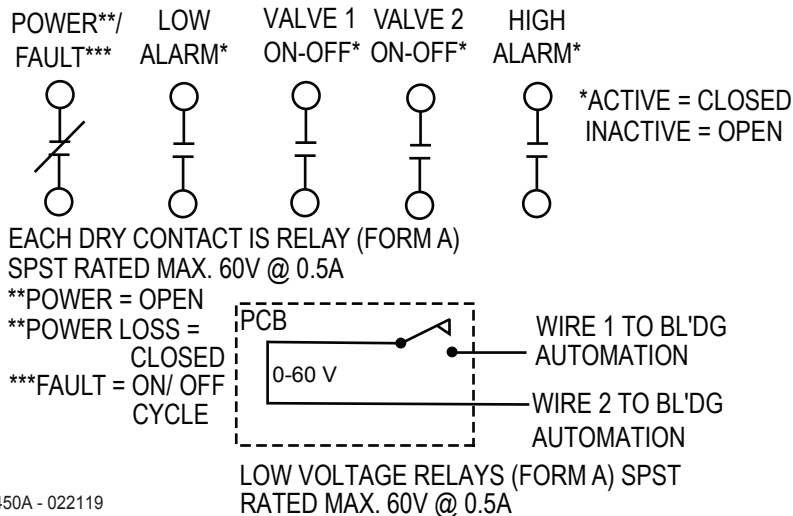 POWER**/ LOW VALVE 1 VALVE 2 HIGH
FAULT*** ALARM* ON-OFF* ON-OFF* ALARM*
*ACTIVE = CLOSED
INACTIVE = OPEN
EACH DRY CONTACT IS RELAY (FORM A)
SPST RATED MAX. 60V @ 0.5A
**POWER = OPEN
**POWER LOSS =
CLOSED
***FAULT = ON/ OFF
CYCLE
PCB
0-60 V
WIRE 1 TO BL'DG
AUTOMATION
WIRE 2 TO BL'DG
AUTOMATION
LOW VOLTAGE RELAYS (FORM A) SPST
RATED MAX. 60V @ 0.5A
450A - 022119